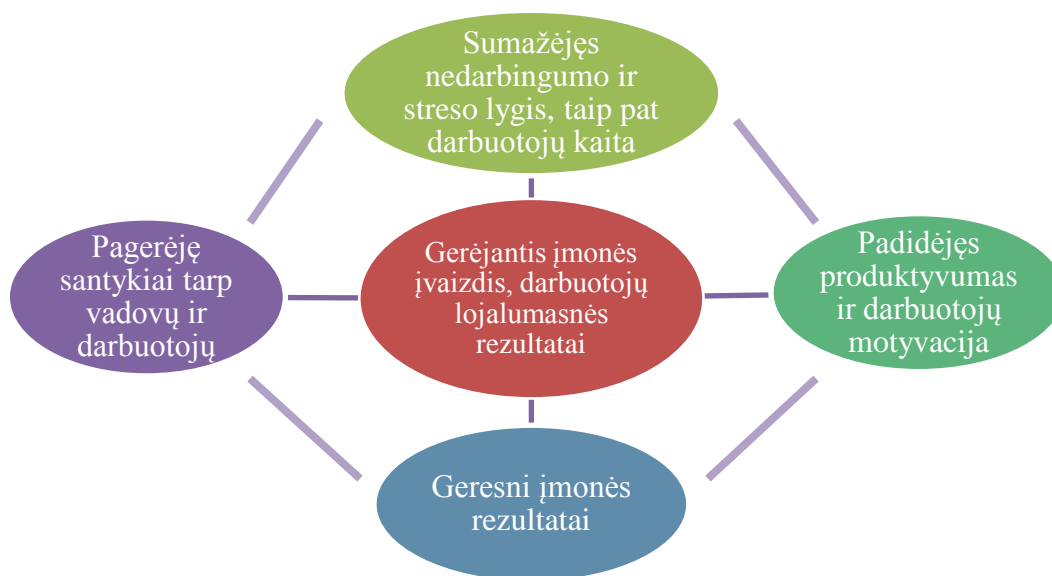 Sumažėjęs
nedarbingumo ir
streso lygis, taip pat
darbuotojų kaita
Pagerėję
santykiai tarp
vadovų ir
darbuotojų
Gerėjantis įmonės
įvaizdis, darbuotojų
lojalumasnės
rezultatai
Padidėjęs
produktyvumas
ir darbuotojų
motyvacija
Geresni įmonės
rezultatai